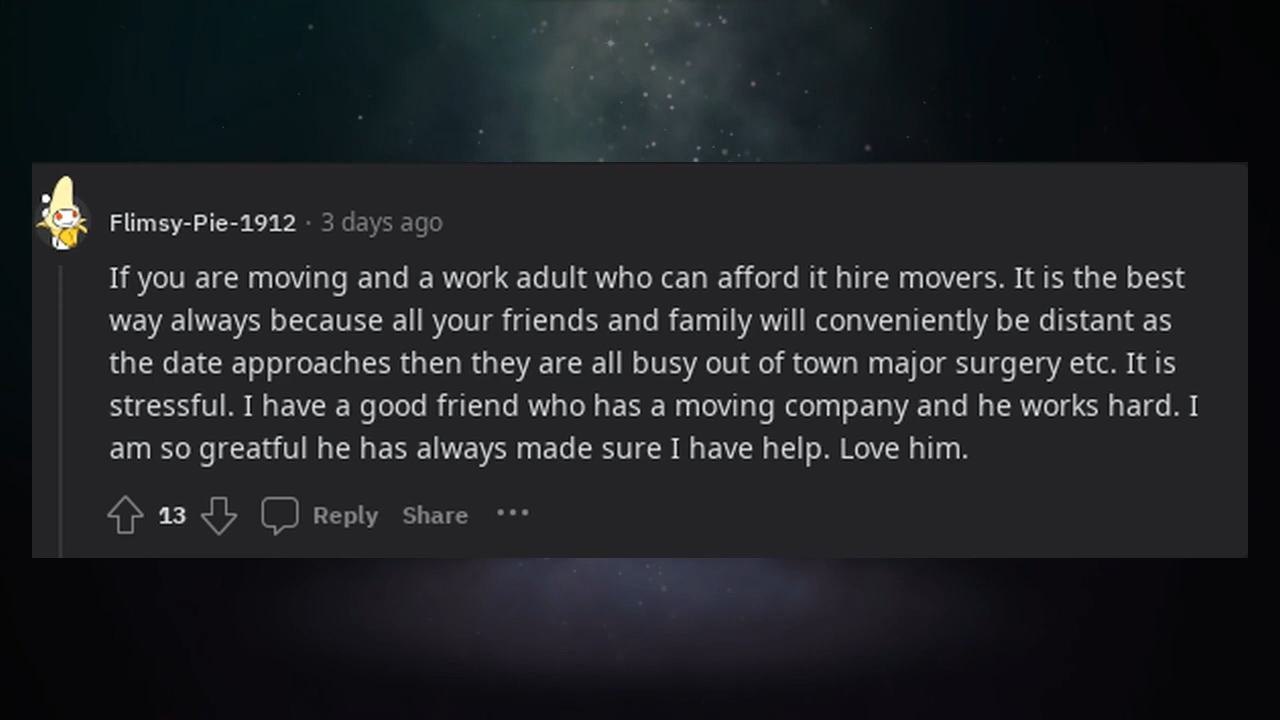 Flimsy-Pie-1912 · 3 days ago
If you are moving and a work adult who can afford it hire movers. It is the best
way always because all your friends and family will conveniently be distant as
the date approaches then they are all busy out of town major surgery etc. It is
stressful. I have a good friend who has a moving company and he works hard. I
am so greatful he has always made sure I have help. Love him.
13 Reply Share ···